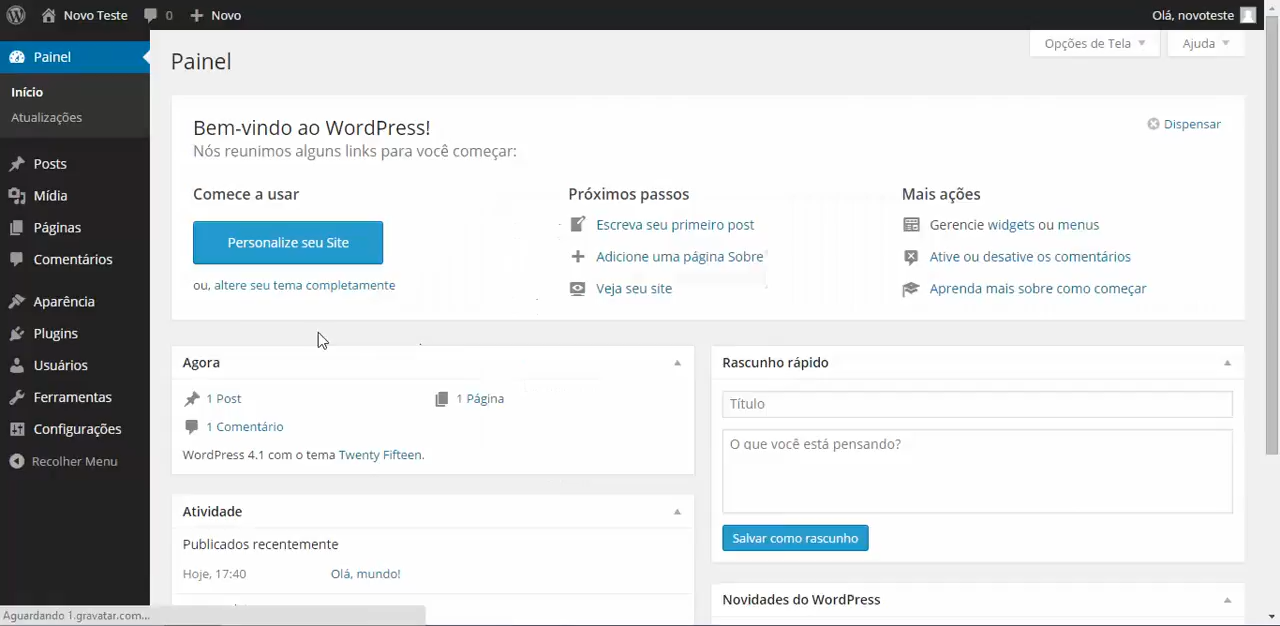 Novo Teste 0 Novo Olá, novoteste
Painel
Início
Atualizações
Posts
Mídia
Páginas
Comentários
Aparência
Plugins
Usuários
Ferramentas
Configurações
Recolher Menu
Opções de Tela Ajuda
Painel
Bem-vindo ao WordPress!
Nós reunimos alguns links para você começar:
Dispensar
Comece a usar
Personalize seu Site
ou, altere seu tema completamente
Próximos passos
Escreva seu primeiro post
Adicione uma página Sobre
Veja seu site
Mais ações
Gerencie widgets ou menus
Ative ou desative os comentários
Aprenda mais sobre como começar
Agora
1 Post 1 Página
1 Comentário
WordPress 4.1 com o tema Twenty Fifteen.
Atividade
Publicados recentemente
Hoje, 17:40 Olá, mundo!
Rascunho rápido
Título
O que você está pensando?
Salvar como rascunho
Novidades do WordPress
Aguardando 1.gravatar.com...